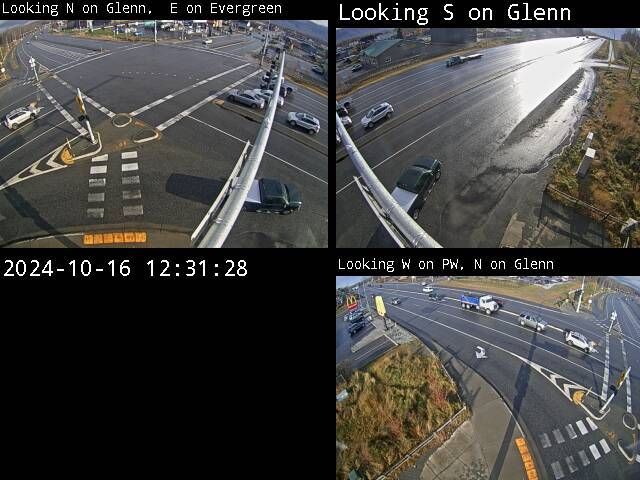 Looking N on Glenn, E on Evergreen
Looking S on Glenn
2024-10-16 12:31:28
Looking W on PW, N on Glenn